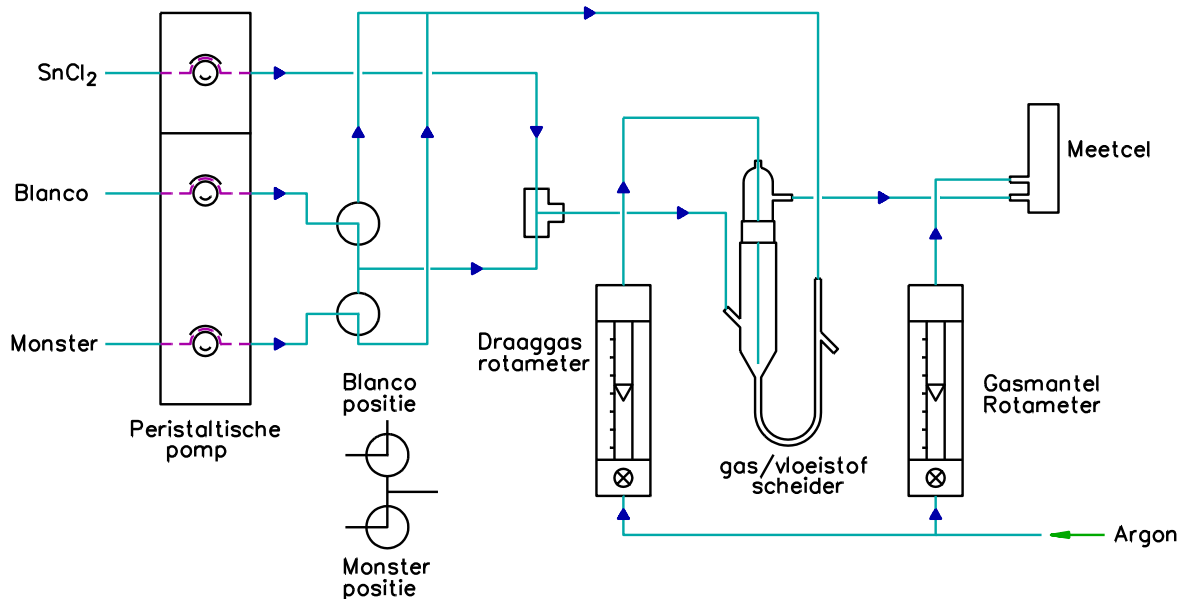 SnCl2
Blanco
Monster
Peristaltische
pomp
Blanco
positie
Monster
positie
Draaggas
rotameter
gas/vloeistof
scheider
Gasmantel
Rotameter
Meetcel
Argon